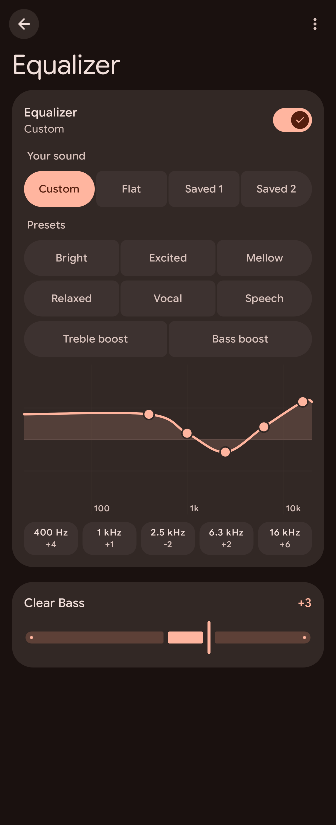 Equalizer
Equalizer
Custom
Your sound
Custom Flat Saved 1 Saved 2
Presets
Bright Excited Mellow
Relaxed Vocal Speech
Treble boost Bass boost
100 1k 10k
400 Hz 1 kHz 2.5 kHz 6.3 kHz 16 kHz
+4 +1 -2 +2 +6
Clear Bass +3